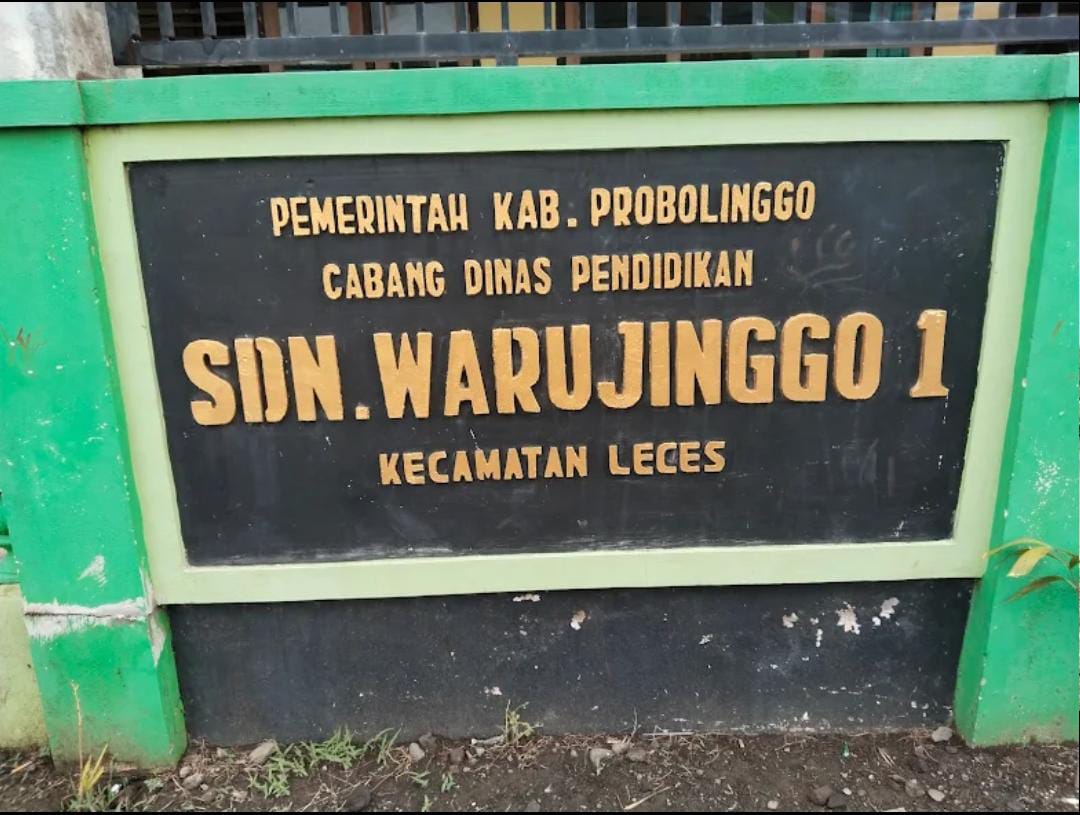 PEMERINTAH KAB. PROBOLINGGO
CABANG DINAS PENDIDIKAN
SDN. WARUJINGGO 1
KECAMATAN LECES